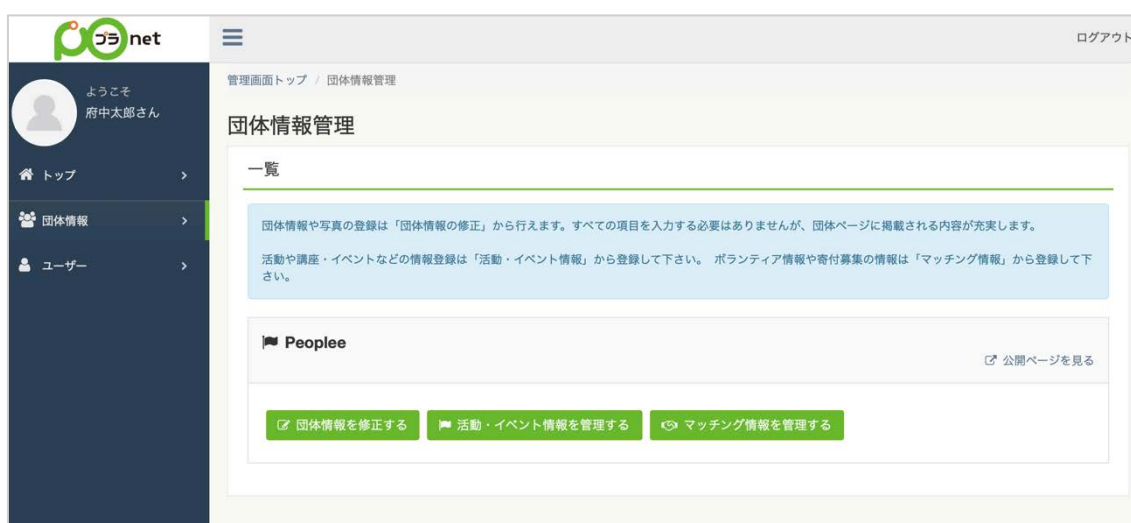 プラnet
ログアウト
ようこそ
府中太郎さん
トップ
団体情報
ユーザー
管理画面トップ / 団体情報管理
団体情報管理
一覧
団体情報や写真の登録は「団体情報の修正」から行えます。すべての項目を入力する必要はありませんが、団体ページに掲載される内容が充実します。
活動や講座・イベントなどの情報登録は「活動・イベント情報」から登録して下さい。 ボランティア情報や寄付募集の情報は「マッチング情報」から登録して下
さい。
Peoplee
公開ページを見る
団体情報を修正する 活動・イベント情報を管理する マッチング情報を管理する